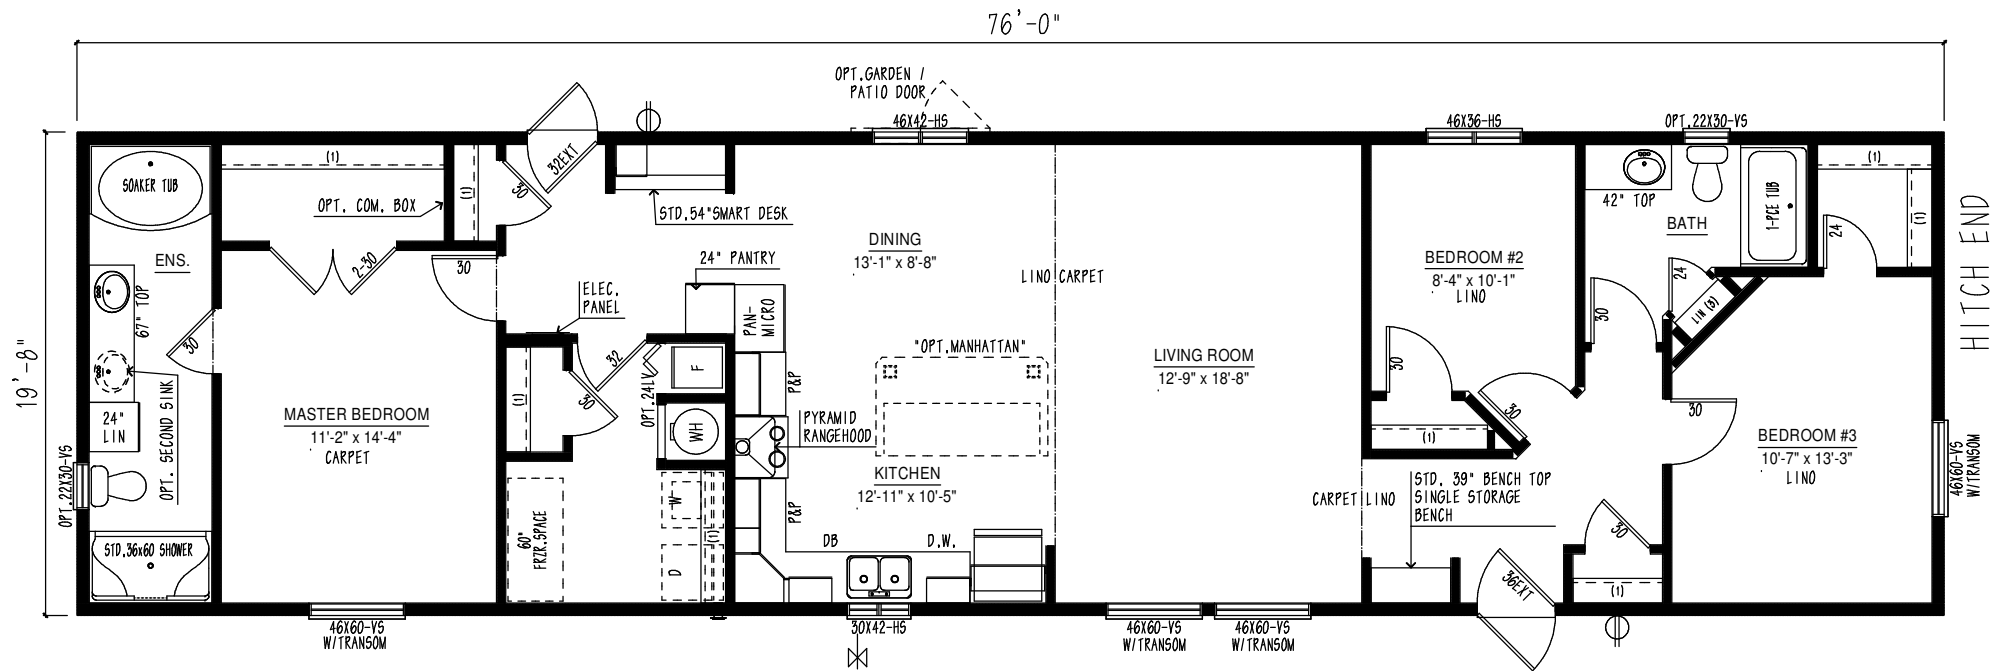 76'-0"
19'-8"
HITCH END
OPT.GARDEN /
PATIO DOOR
46X42-HS
46X36-HS
OPT.22X30-VS
32EXT
30
SOAKER TUB
(1)
OPT. COM. BOX
(1)
STD.54"SMART DESK
42" TOP
BATH
1-PCE TUB
(1)
(1)
24
ENS.
2-30
30
24" PANTRY
DINING
13'-1" x 8'-8"
LINO
CARPET
BEDROOM #2
8'-4" x 10'-1"
LINO
24
LIN (3)
30
67" TOP
30
ELEC.
PANEL
PAN-
MICRO
32
OPT.24LV
F
"OPT.MANHATTAN"
LIVING ROOM
12'-9" x 18'-8"
30
P&P
24"
LIN
OPT. SECOND SINK
MASTER BEDROOM
11'-2" x 14'-4"
CARPET
(1)
30
WH
PYRAMID
RANGEHOOD
30
(1)
30
BEDROOM #3
10'-7" x 13'-3"
LINO
46X60-VS
W/TRANSOM
OPT.22X30-VS
KITCHEN
12'-11" x 10'-5"
P&P
CARPET
LINO
STD. 39" BENCH TOP
SINGLE STORAGE
BENCH
60"
FRZR.SPACE
W
D
(1)
DB
D.W.
30
(1)
STD.36x60 SHOWER
36EXT
46X60-VS
W/TRANSOM
30X42-HS
46X60-VS
W/TRANSOM
46X60-VS
W/TRANSOM